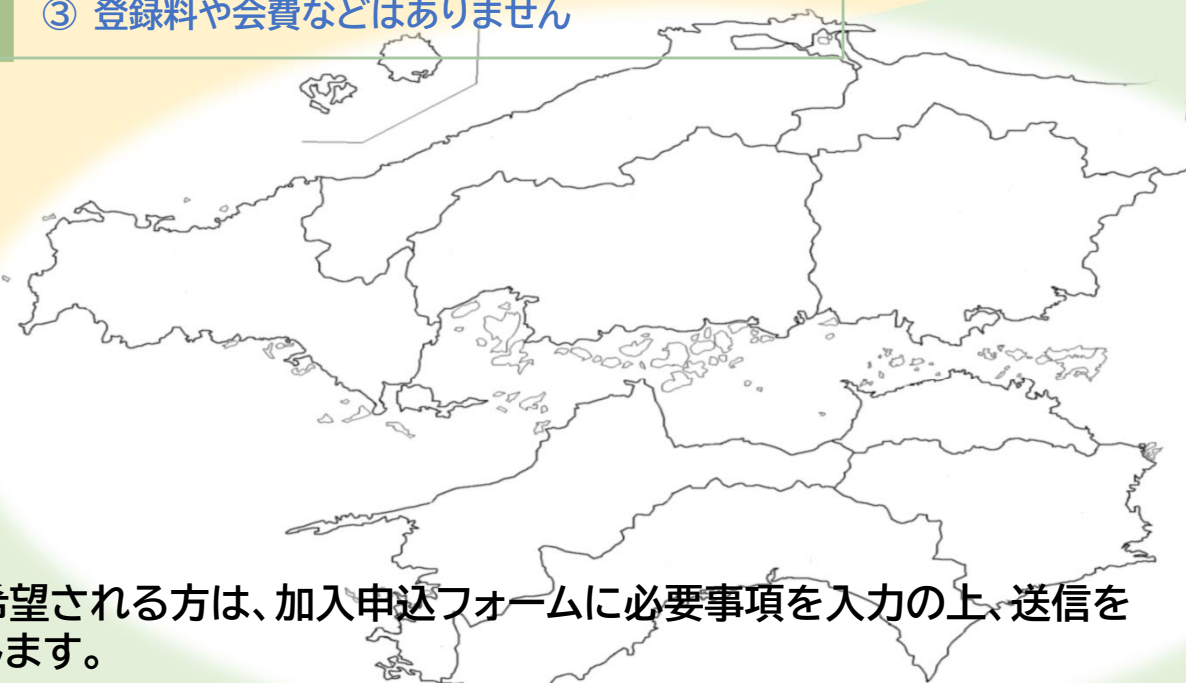 ③ 登録料や会費などはありません
希望される方は、加入申込フォームに必要事項を入力の上、送信を
します。